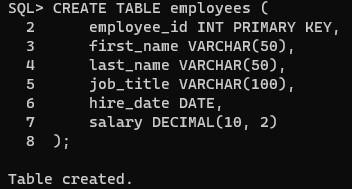 SQL> CREATE TABLE employees (
  2      employee_id INT PRIMARY KEY,
  3      first_name VARCHAR(50),
  4      last_name VARCHAR(50),
  5      job_title VARCHAR(100),
  6      hire_date DATE,
  7      salary DECIMAL(10, 2)
  8  );

Table created.